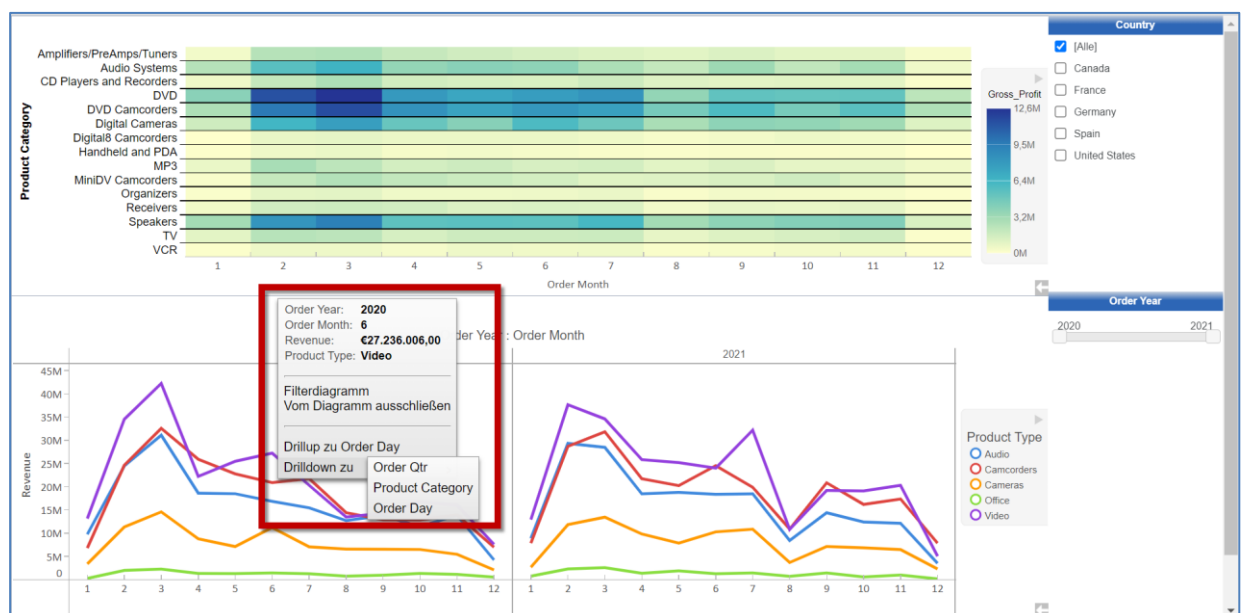 Country
[Alle]
Canada
France
Germany
Spain
United States
Product Category
Amplifiers/PreAmps/Tuners
Audio Systems
CD Players and Recorders
DVD
DVD Camcorders
Digital Cameras
Digital8 Camcorders
Handheld and PDA
MP3
MiniDV Camcorders
Organizers
Receivers
Speakers
TV
VCR
1 2 3 4 5 6 7 8 9 10 11 12
Order Month
Gross_Profit
12,6M
9,5M
6,4M
3,2M
0M
Order Year
2020 2021
Order Year: 2020
Order Month: 6
Revenue: €27.236.006,00
Product Type: Video
Filterdiagramm
Vom Diagramm ausschließen
Drillup zu Order Day
Drilldown zu
Order Qtr
Product Category
Order Day
der Year : Order Month
2021
Revenue
45M
40M
35M
30M
25M
20M
15M
10M
5M
0
1 2 3 4 5 6 7 8 9 10 11 12 1 2 3 4 5 6 7 8 9 10 11 12
Product Type
Audio
Camcorders
Cameras
Office
Video